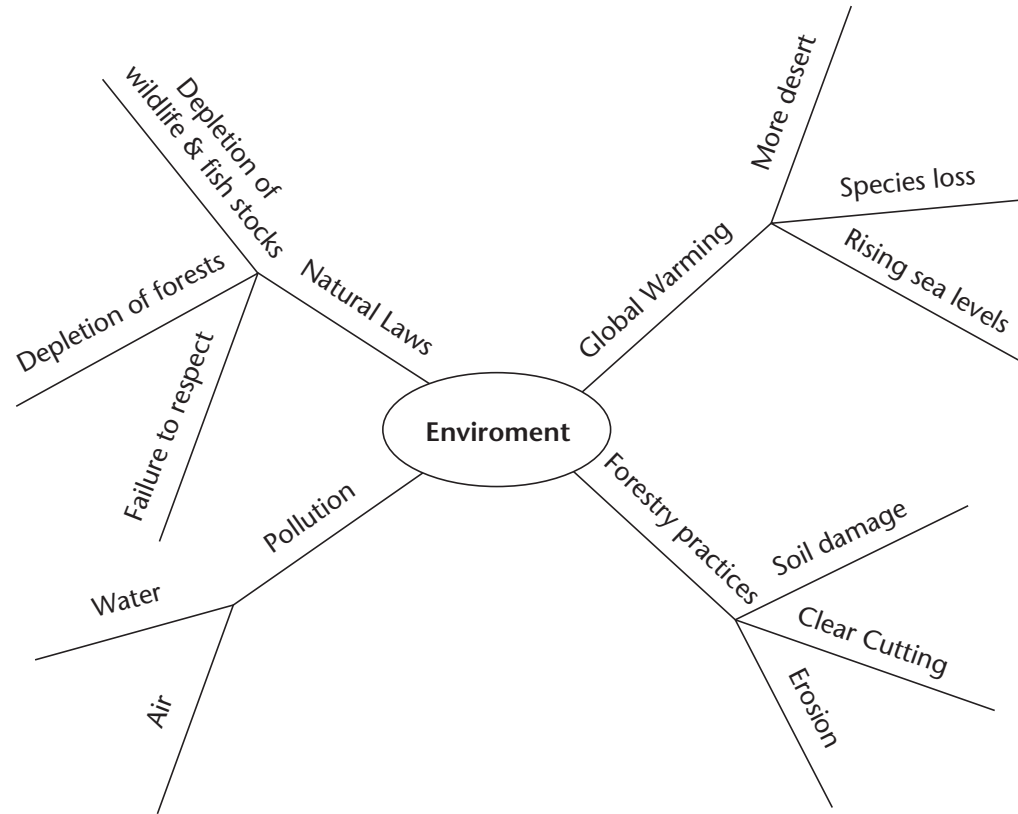 Enviroment
Natural Laws
Depletion of
wildlife & fish stocks
Depletion of forests
Failure to respect
Global Warming
More desert
Species loss
Rising sea levels
Pollution
Water
Air
Forestry practices
Soil damage
Clear Cutting
Erosion